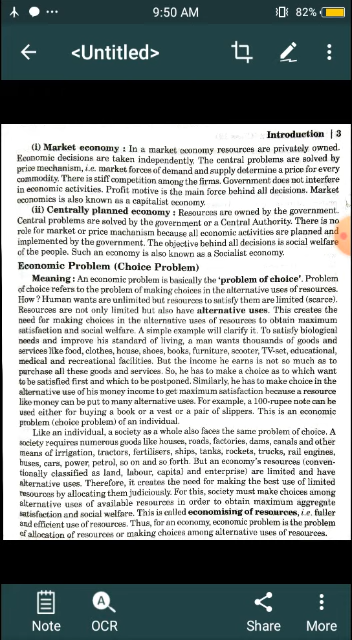 9:50 AM
82%
<Untitled>
Introduction | 3
(i) Market economy : In a market economy resources are privately owned.
Economic decisions are taken independently. The central problems are solved by
price mechanism, i.e. market forces of demand and supply determine a price for every
commodity. There is stiff competition among the firms. Government does not interfere
in economic activities. Profit motive is the main force behind all decisions. Market
economics is also known as a capitalist economy.
(ii) Centrally planned economy : Resources are owned by the government.
Central problems are solved by the government or a Central Authority. There is no
role for market or price machanism because all economic activities are planned and
implemented by the government. The objective behind all decisions is social welfare
of the people. Such an economy is also known as a Socialist economy.
Economic Problem (Choice Problem)
Meaning : An economic problem is basically the 'problem of choice'. Problem
of choice refers to the problem of making choices in the alternative uses of resources.
How ? Human wants are unlimited but resources to satisfy them are limited (scarce).
Resources are not only limited but also have alternative uses. This creates the
need for making choices in the alternative uses of resources to obtain maximum
satisfaction and social welfare. A simple example will clarify it. To satisfy biological
needs and improve his standard of living, a man wants thousands of goods and
services like food, clothes, house, shoes, books, furniture, scooter, TV-set, educational,
medical and recreational facilities. But the income he earns is not so much as to
purchase all these goods and services. So, he has to make a choice as to which want
to be satisfied first and which to be postponed. Similarly, he has to make choice in the
alternative use of his money income to get maximum satisfaction because a resource
like money can be put to many alternative uses. For example, a 100-rupee note can be
used either for buying a book or a vest or a pair of slippers. This is an economic
problem (choice problem) of an individual.
Like an individual, a society as a whole also faces the same problem of choice. A
society requires numerous goods like houses, roads, factories, dams, canals and other
means of irrigation, tractors, fertilisers, ships, tanks, rockets, trucks, rail engines,
buses, cars, power, petrol, so on and so forth. But an economy's resources (conven-
tionally classified as land, labour, capital and enterprise) are limited and have
alternative uses. Therefore, it creates the need for making the best use of limited
resources by allocating them judiciously. For this, society must make choices among
alternative uses of available resources in order to obtain maximum aggregate
satisfaction and social welfare. This is called economising of resources, i.e. fuller
and efficient use of resources. Thus, for an economy, economic problem is the problem
of allocation of resources or making choices among alternative uses of resources.
A
Note OCR Share More